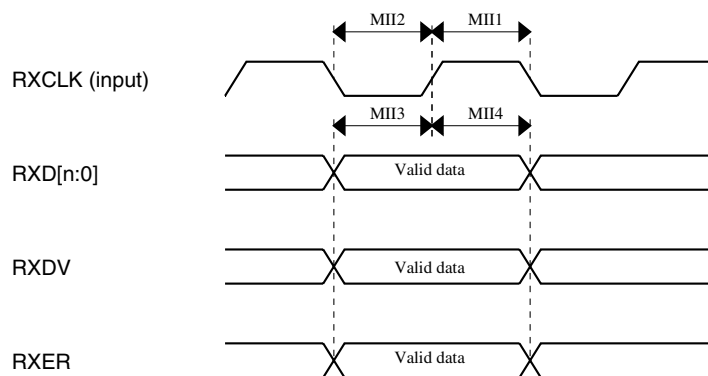 MII2 MII1
RXCLK (input)
MII3 MII4
RXD[n:0] Valid data
RXDV Valid data
RXER Valid data